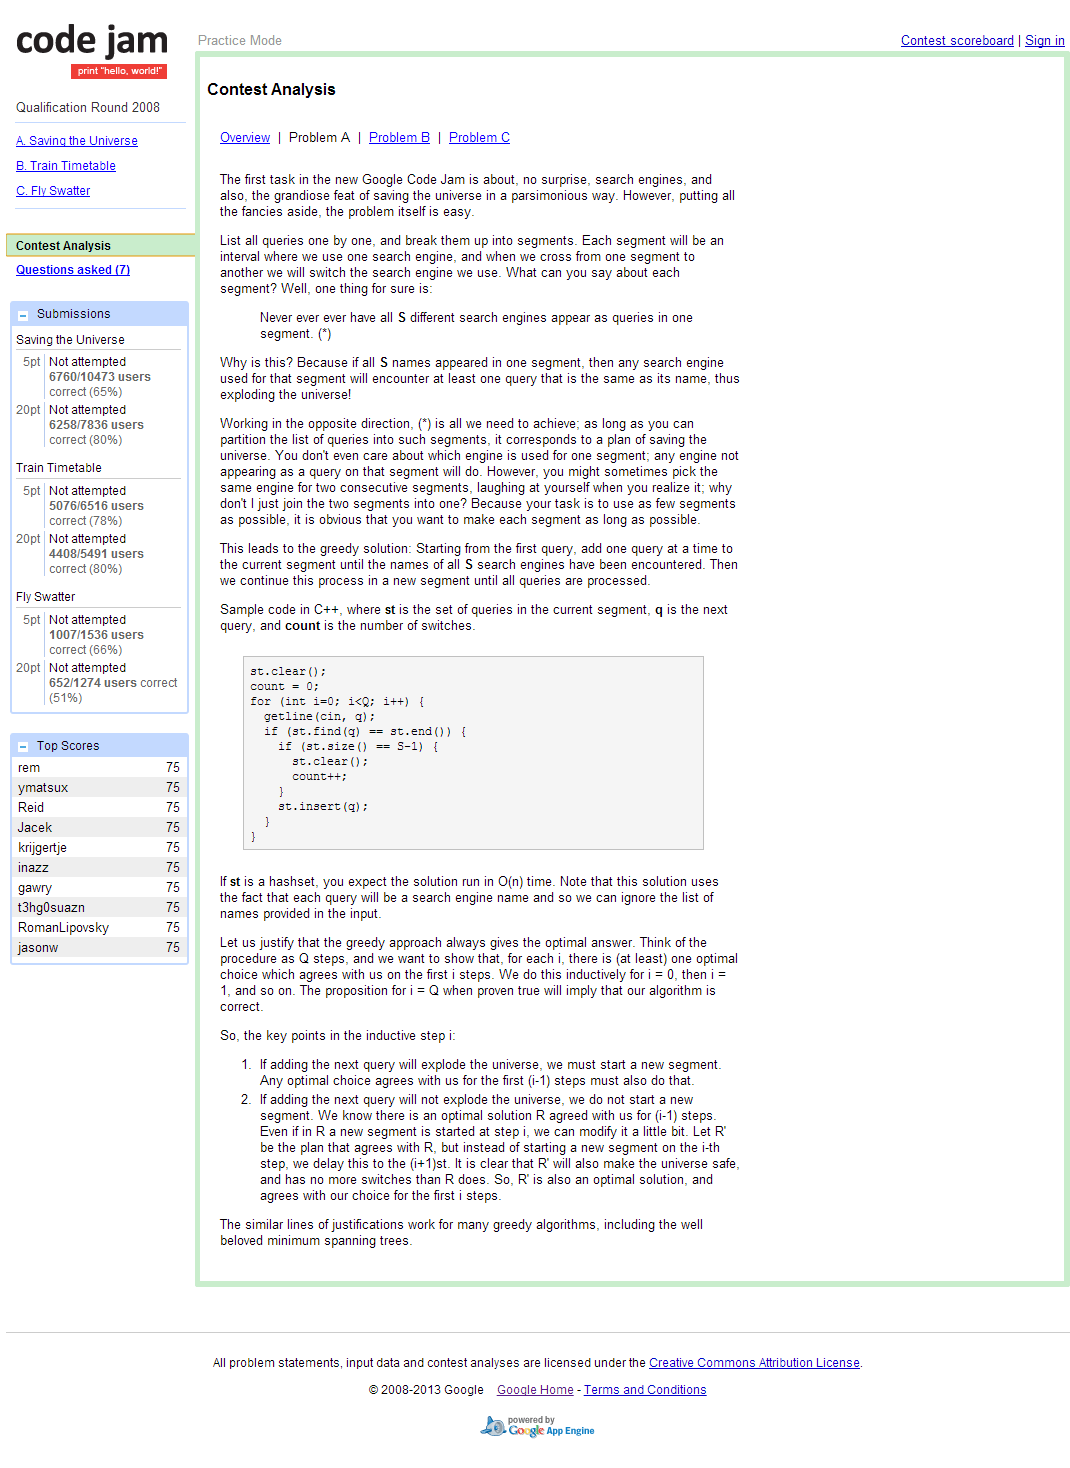 code jam
print "hello, world!"
Practice Mode
Contest scoreboard | Sign in
Qualification Round 2008
A. Saving the Universe
B. Train Timetable
C. Fly Swatter
Contest Analysis
Questions asked (7)
Submissions
Saving the Universe
5pt Not attempted
6760/10473 users
correct (65%)
20pt Not attempted
6258/7836 users
correct (80%)
Train Timetable
5pt Not attempted
5076/6516 users
correct (78%)
20pt Not attempted
4408/5491 users
correct (80%)
Fly Swatter
5pt Not attempted
1007/1536 users
correct (66%)
20pt Not attempted
652/1274 users correct
(51%)
Top Scores
rem 75
ymatsux 75
Reid 75
Jacek 75
krijgertje 75
inazz 75
gawry 75
t3hg0suazn 75
RomanLipovsky 75
jasonw 75
Contest Analysis
Overview | Problem A | Problem B | Problem C
The first task in the new Google Code Jam is about, no surprise, search engines, and
also, the grandiose feat of saving the universe in a parsimonious way. However, putting all
the fancies aside, the problem itself is easy.
List all queries one by one, and break them up into segments. Each segment will be an
interval where we use one search engine, and when we cross from one segment to
another we will switch the search engine we use. What can you say about each
segment? Well, one thing for sure is:
Never ever ever have all S different search engines appear as queries in one
segment. (*)
Why is this? Because if all S names appeared in one segment, then any search engine
used for that segment will encounter at least one query that is the same as its name, thus
exploding the universe!
Working in the opposite direction, (*) is all we need to achieve; as long as you can
partition the list of queries into such segments, it corresponds to a plan of saving the
universe. You don't even care about which engine is used for one segment; any engine not
appearing as a query on that segment will do. However, you might sometimes pick the
same engine for two consecutive segments, laughing at yourself when you realize it; why
don't I just join the two segments into one? Because your task is to use as few segments
as possible, it is obvious that you want to make each segment as long as possible.
This leads to the greedy solution: Starting from the first query, add one query at a time to
the current segment until the names of all S search engines have been encountered. Then
we continue this process in a new segment until all queries are processed.
Sample code in C++, where st is the set of queries in the current segment, q is the next
query, and count is the number of switches.
st.clear();
count = 0;
for (int i=0; i<Q; i++) {
getline(cin, q);
if (st.find(q) == st.end()) {
if (st.size() == S-1) {
st.clear();
count++;
}
st.insert(q);
}
}
If st is a hashset, you expect the solution run in O(n) time. Note that this solution uses
the fact that each query will be a search engine name and so we can ignore the list of
names provided in the input.
Let us justify that the greedy approach always gives the optimal answer. Think of the
procedure as Q steps, and we want to show that, for each i, there is (at least) one optimal
choice which agrees with us on the first i steps. We do this inductively for i = 0, then i =
1, and so on. The proposition for i = Q when proven true will imply that our algorithm is
correct.
So, the key points in the inductive step i:
1. If adding the next query will explode the universe, we must start a new segment.
Any optimal choice agrees with us for the first (i-1) steps must also do that.
2. If adding the next query will not explode the universe, we do not start a new
segment. We know there is an optimal solution R agreed with us for (i-1) steps.
Even if in R a new segment is started at step i, we can modify it a little bit. Let R'
be the plan that agrees with R, but instead of starting a new segment on the i-th
step, we delay this to the (i+1)st. It is clear that R' will also make the universe safe,
and has no more switches than R does. So, R' is also an optimal solution, and
agrees with our choice for the first i steps.
The similar lines of justifications work for many greedy algorithms, including the well
beloved minimum spanning trees.
All problem statements, input data and contest analyses are licensed under the Creative Commons Attribution License.
© 2008-2013 Google Google Home - Terms and Conditions
powered by
Google App Engine